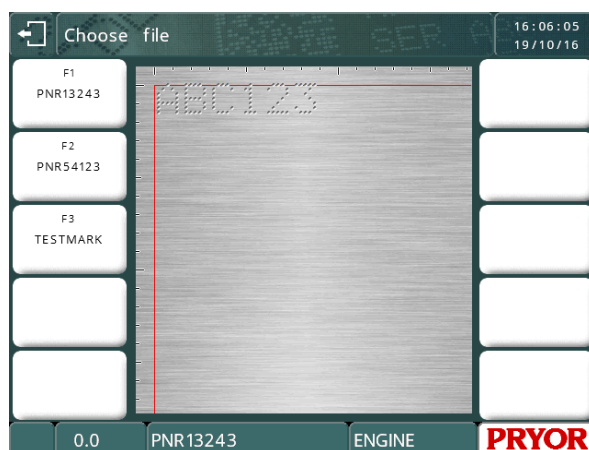 Choose file
16:06:05
19/10/16
F1
PNR13243
F2
PNR54123
F3
TESTMARK
ABC123
0.0 PNR13243 ENGINE PRYOR